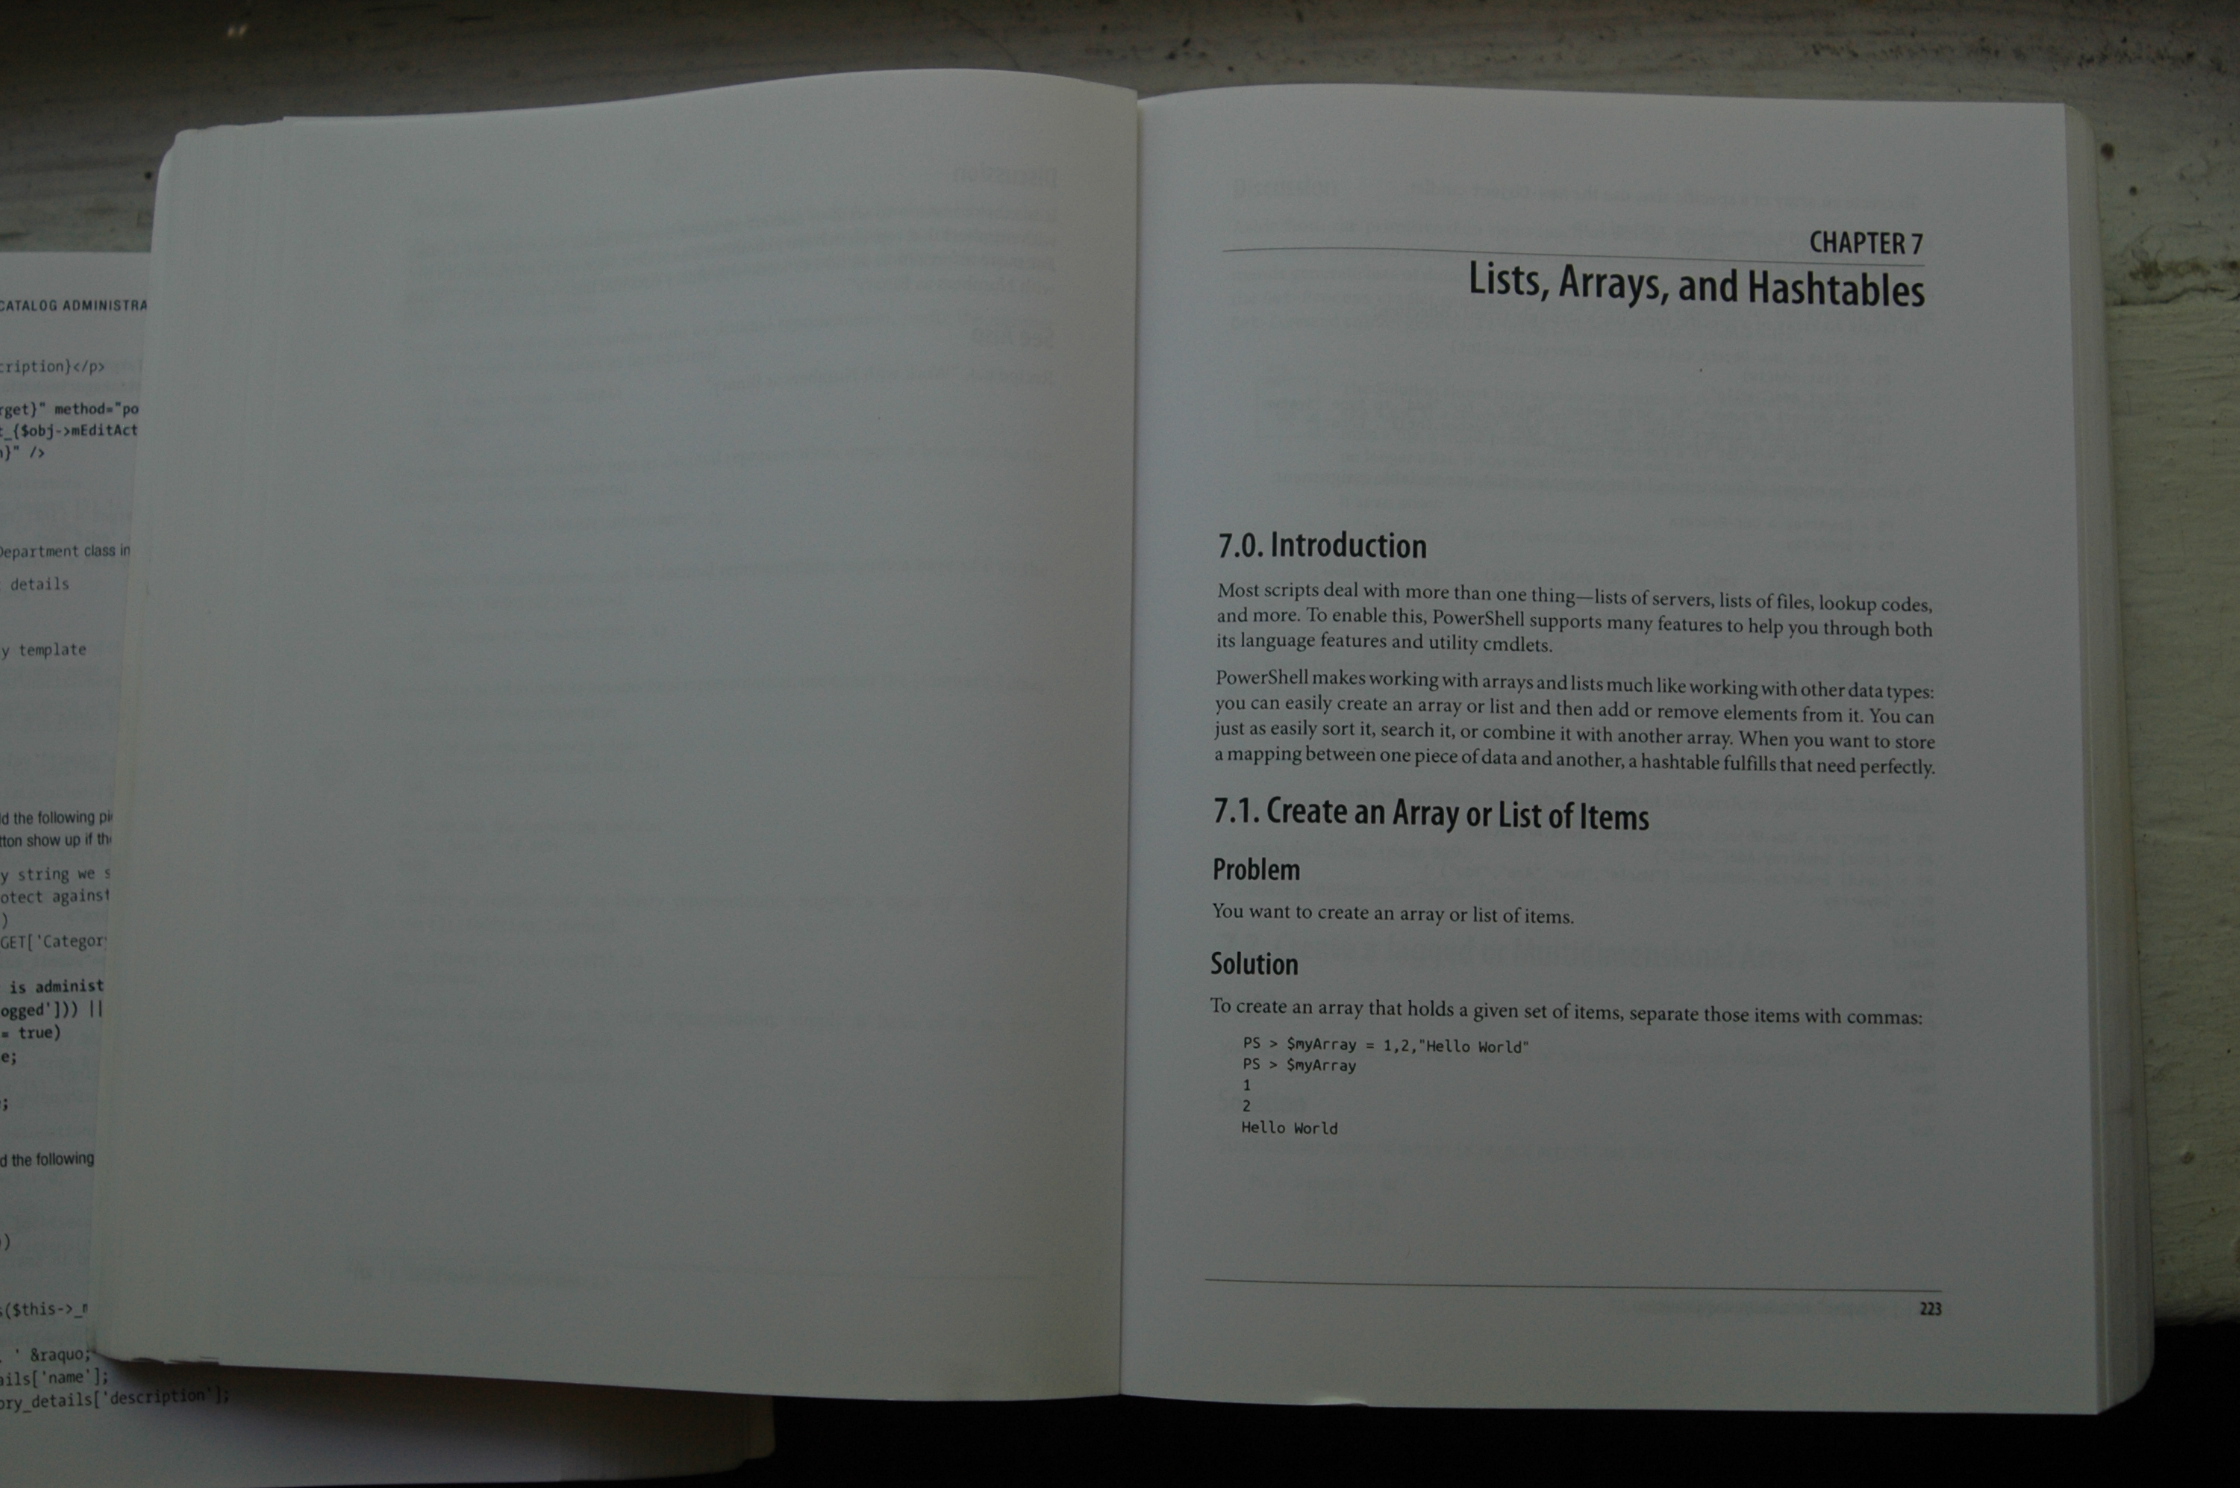 CATALOG ADMINISTRA
cription}</p>
rget}" method="po
t_{$obj->mEditAct
n}" />
Department class in
details
y template
d the following pi
tton show up if th
y string we s
otect against
)
GET['Categor
is administ
ogged'])) ||
= true)
e;
;
d the following
)
($this->_
. ' &raquo;
ails['name'];
ory_details['description'];
CHAPTER 7
Lists, Arrays, and Hashtables
7.0. Introduction
Most scripts deal with more than one thing—lists of servers, lists of files, lookup codes,
and more. To enable this, PowerShell supports many features to help you through both
its language features and utility cmdlets.
PowerShell makes working with arrays and lists much like working with other data types:
you can easily create an array or list and then add or remove elements from it. You can
just as easily sort it, search it, or combine it with another array. When you want to store
a mapping between one piece of data and another, a hashtable fulfills that need perfectly.
7.1. Create an Array or List of Items
Problem
You want to create an array or list of items.
Solution
To create an array that holds a given set of items, separate those items with commas:
PS > $myArray = 1,2,"Hello World"
PS > $myArray
1
2
Hello World
223